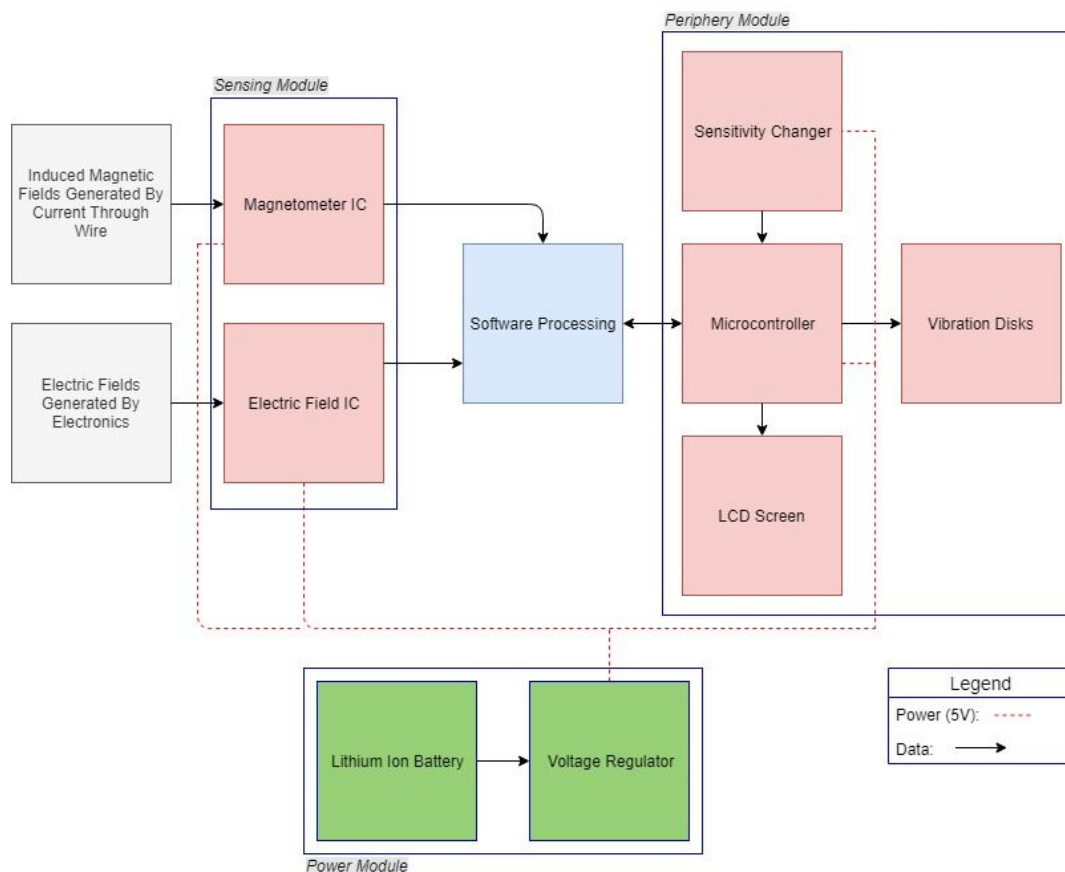 Periphery Module
Sensing Module
Sensitivity Changer
Induced Magnetic
Fields Generated By
Current Through
Wire
Magnetometer IC
Software Processing
Microcontroller
Vibration Disks
Electric Fields
Generated By
Electronics
Electric Field IC
LCD Screen
Legend
Power (5V):
Data:
Lithium Ion Battery
Voltage Regulator
Power Module